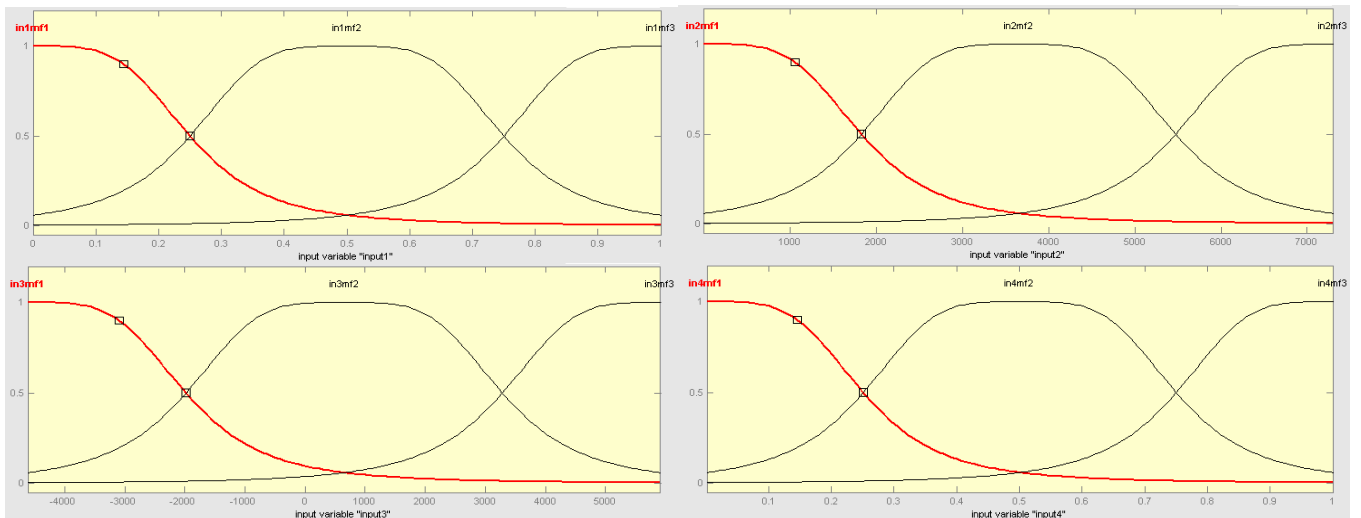 in1mf1 in1mf2 in1mf3
1
0.5
0
0 0.1 0.2 0.3 0.4 0.5 0.6 0.7 0.8 0.9 1
input variable "input1"
in2mf1 in2mf2 in2mf3
1
0.5
0
1000 2000 3000 4000 5000 6000 7000
input variable "input2"
in3mf1 in3mf2 in3mf3
1
0.5
0
-4000 -3000 -2000 -1000 0 1000 2000 3000 4000 5000
input variable "input3"
in4mf1 in4mf2 in4mf3
1
0.5
0
0.1 0.2 0.3 0.4 0.5 0.6 0.7 0.8 0.9 1
input variable "input4"